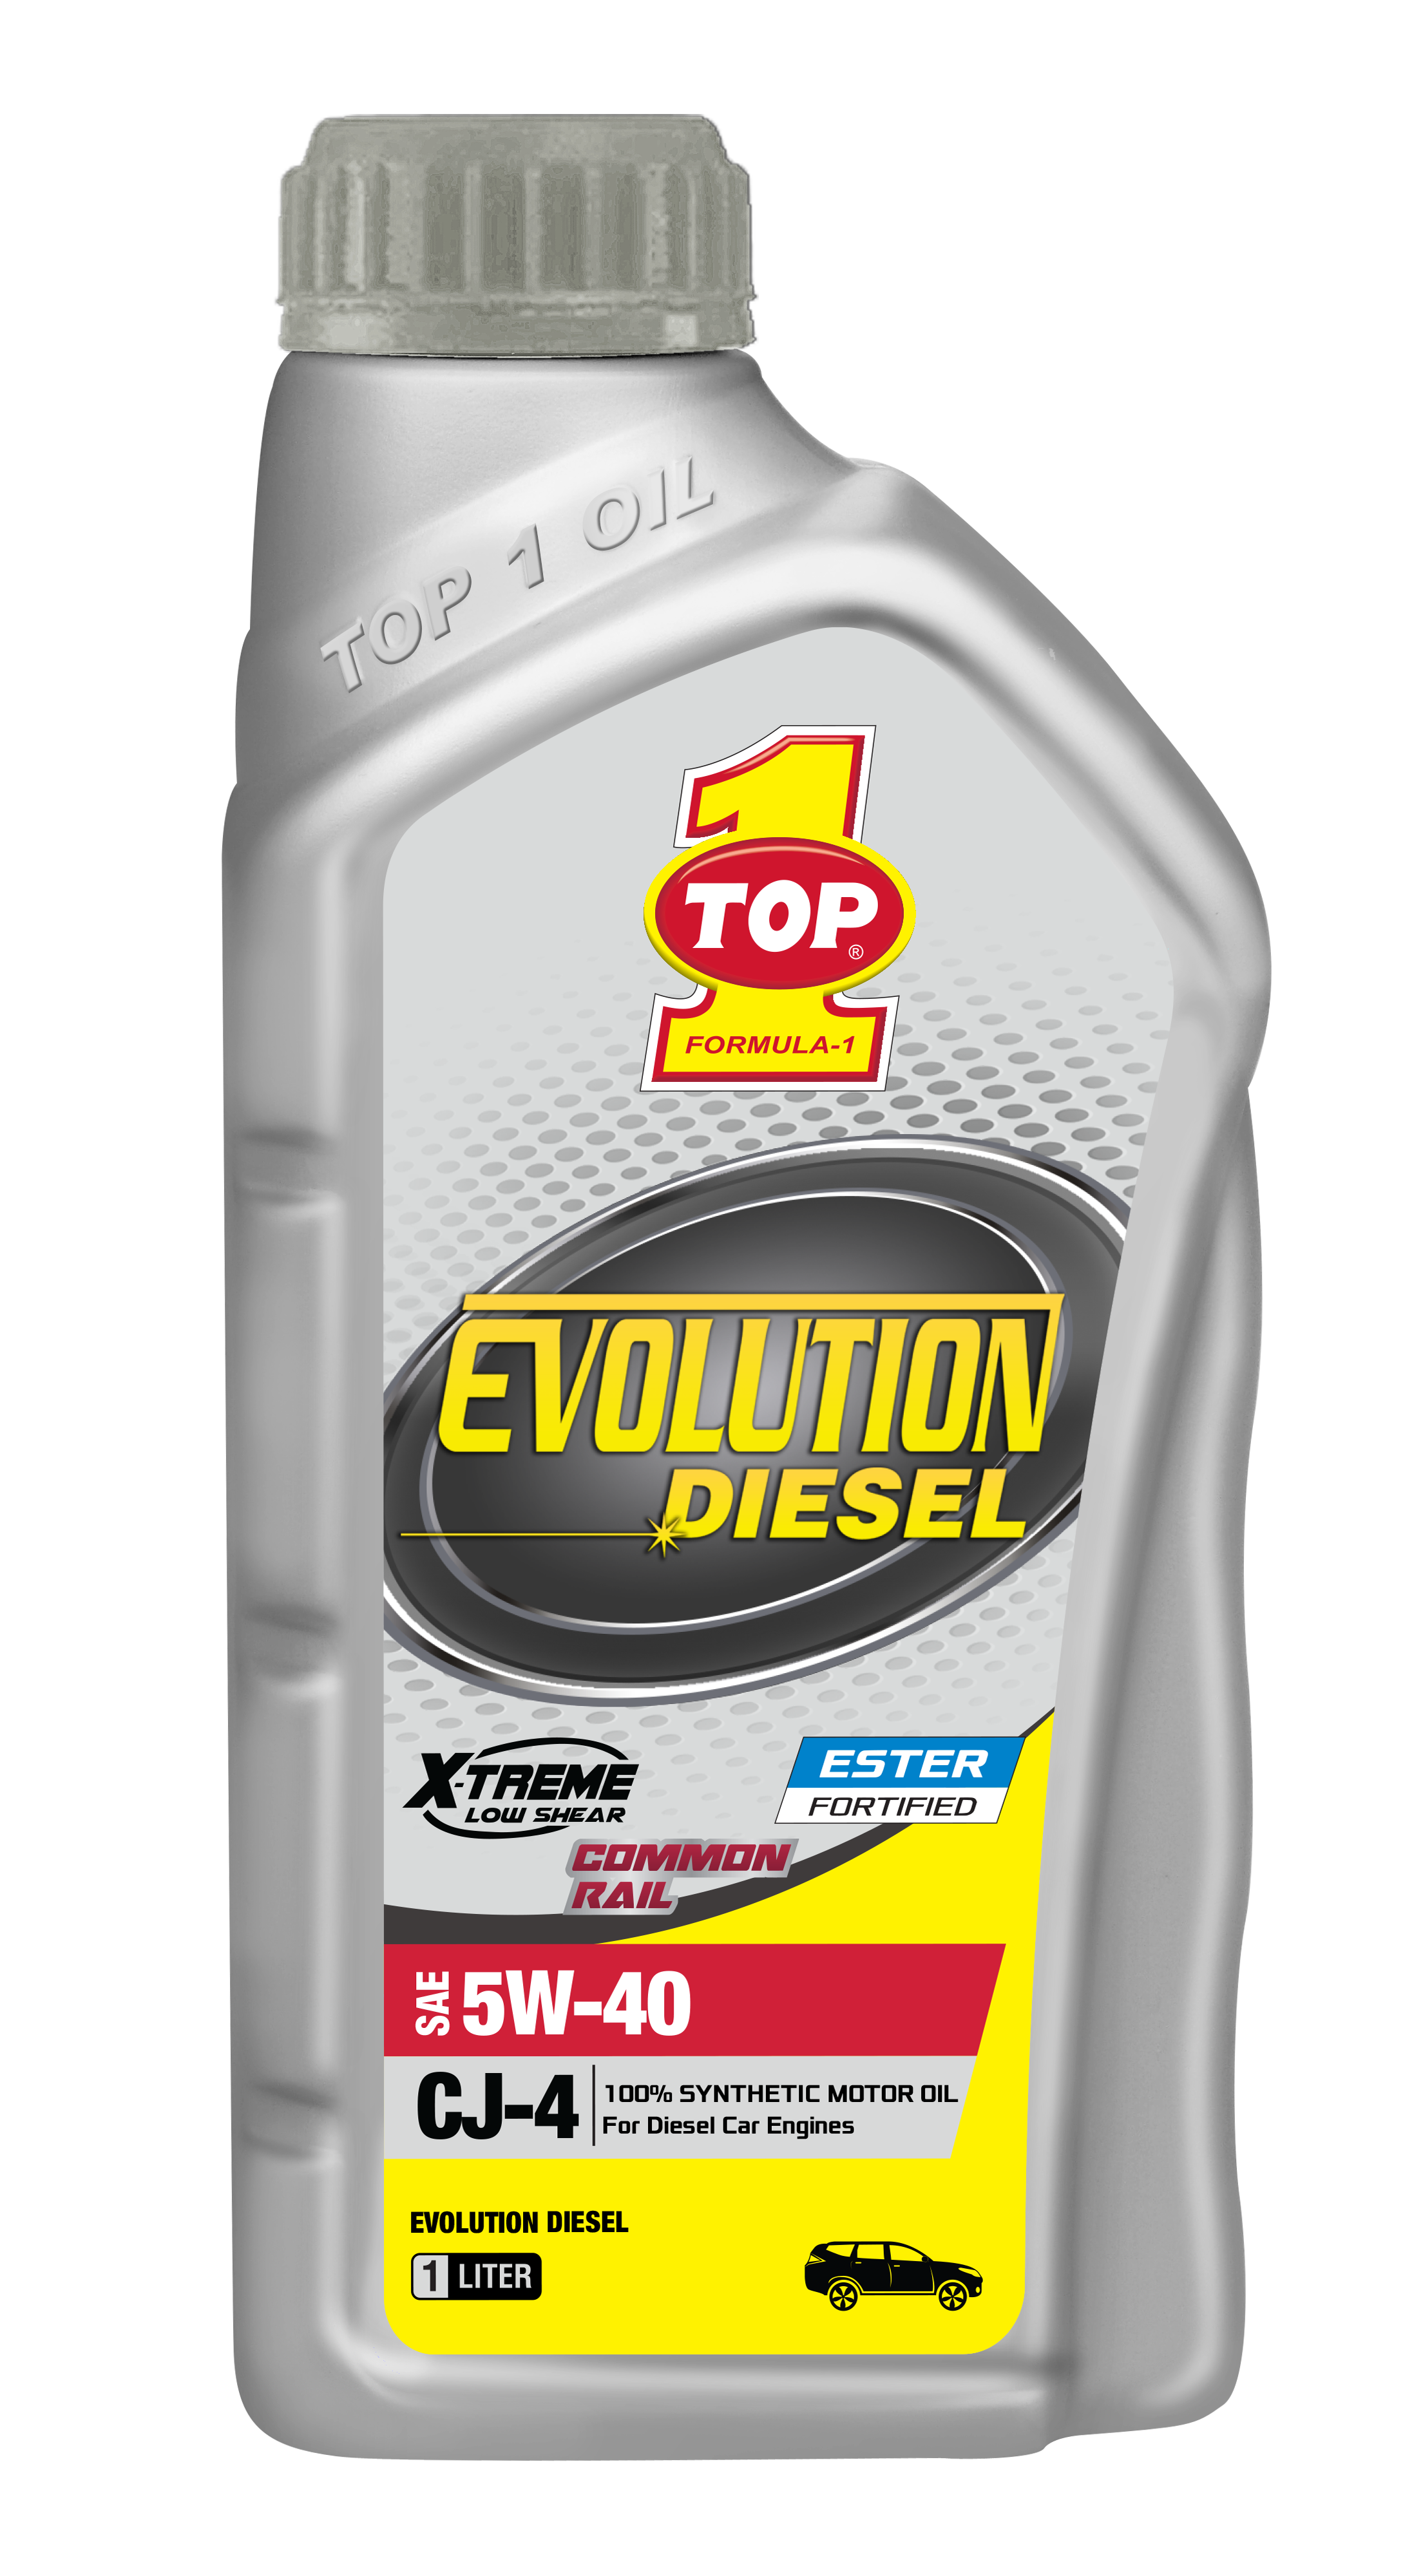 TOP 1 OIL
1
TOP®
FORMULA-1
EVOLUTION
DIESEL
X-TREME
LOW SHEAR
ESTER
FORTIFIED
COMMON
RAIL
SAE 5W-40
CJ-4
100% SYNTHETIC MOTOR OIL
For Diesel Car Engines
EVOLUTION DIESEL
1 LITER